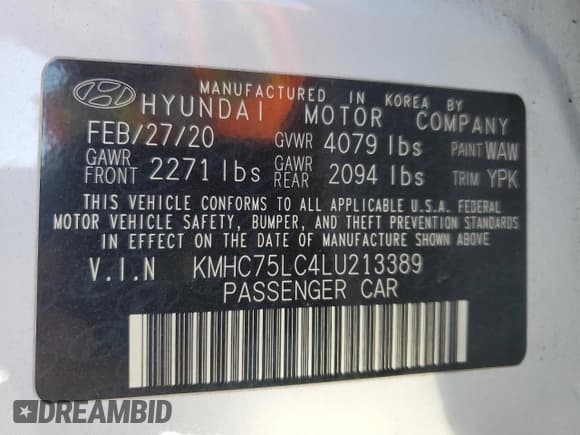 MANUFACTURED IN KOREA BY
HYUNDAI MOTOR COMPANY
FEB/27/20 GVWR 4079 lbs PAINT WAW
GAWR FRONT 2271 lbs GAWR REAR 2094 lbs TRIM YPK
THIS VEHICLE CONFORMS TO ALL APPLICABLE U.S.A. FEDERAL
MOTOR VEHICLE SAFETY, BUMPER, AND THEFT PREVENTION STANDARDS
IN EFFECT ON THE DATE OF MANUFACTURE SHOWN ABOVE.
V.I.N KMHC75LC4LU213389
PASSENGER CAR
DREAMBID